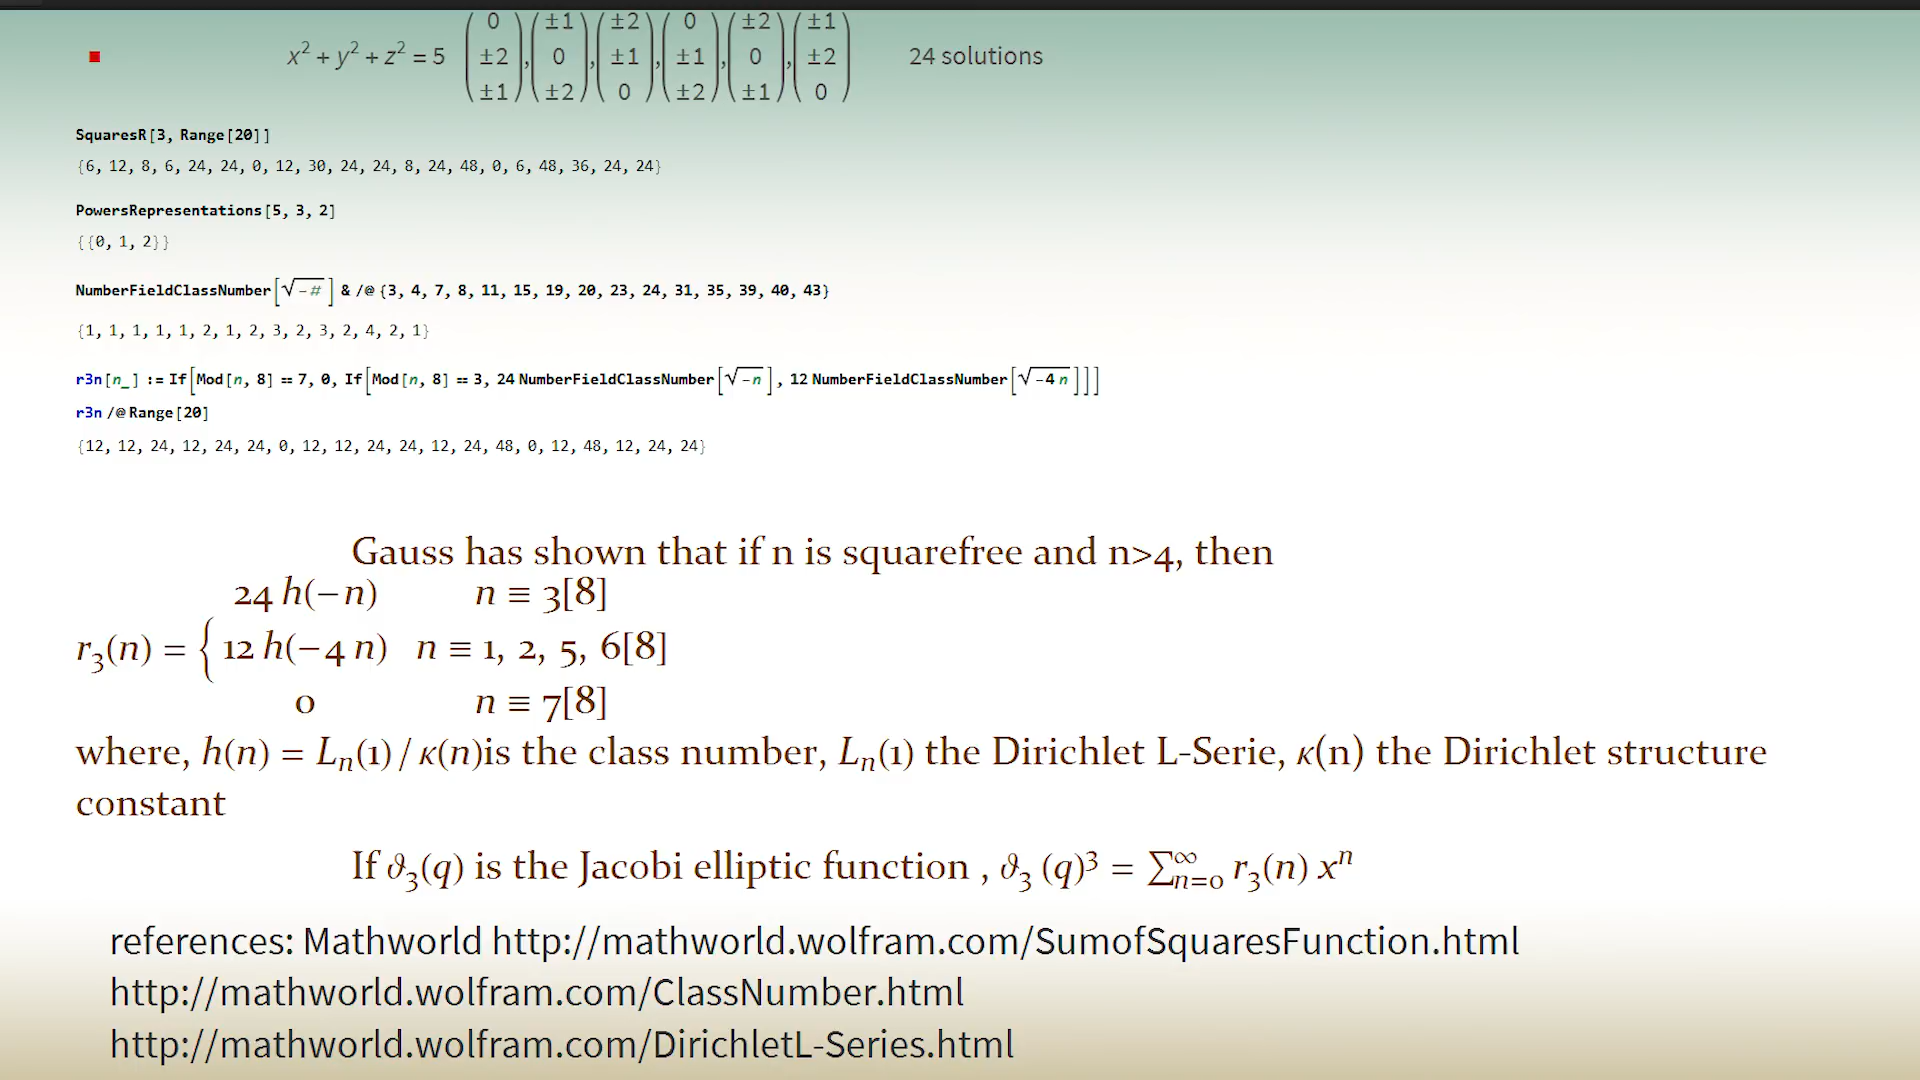 x² + y² + z² = 5 (0 ±2 ±1), (±1 0 ±2), (±2 ±1 0), (0 ±1 ±2), (±2 0 ±1), (±1 ±2 0) 24 solutions
SquaresR[3, Range[20]]
{6, 12, 8, 6, 24, 24, 0, 12, 30, 24, 24, 8, 24, 48, 0, 6, 48, 36, 24, 24}
PowersRepresentations[5, 3, 2]
{{0, 1, 2}}
NumberFieldClassNumber[√-#] & /@ {3, 4, 7, 8, 11, 15, 19, 20, 23, 24, 31, 35, 39, 40, 43}
{1, 1, 1, 1, 1, 2, 1, 2, 3, 2, 3, 2, 4, 2, 1}
r3n[n_] := If[Mod[n, 8] == 7, 0, If[Mod[n, 8] == 3, 24 NumberFieldClassNumber[√-n], 12 NumberFieldClassNumber[√-4 n]]]
r3n /@ Range[20]
{12, 12, 24, 12, 24, 24, 0, 12, 12, 24, 24, 12, 24, 48, 0, 12, 48, 12, 24, 24}
Gauss has shown that if n is squarefree and n>4, then
24 h(−n) n ≡ 3[8]
r₃(n) = { 12 h(−4 n) n ≡ 1, 2, 5, 6[8]
0 n ≡ 7[8]
where, h(n) = Lₙ(1) / κ(n)is the class number, Lₙ(1) the Dirichlet L-Serie, κ(n) the Dirichlet structure
constant
If ϑ₃(q) is the Jacobi elliptic function , ϑ₃ (q)³ = ∑ₙ₌₀^∞ r₃(n) xⁿ
references: Mathworld http://mathworld.wolfram.com/SumofSquaresFunction.html
http://mathworld.wolfram.com/ClassNumber.html
http://mathworld.wolfram.com/DirichletL-Series.html